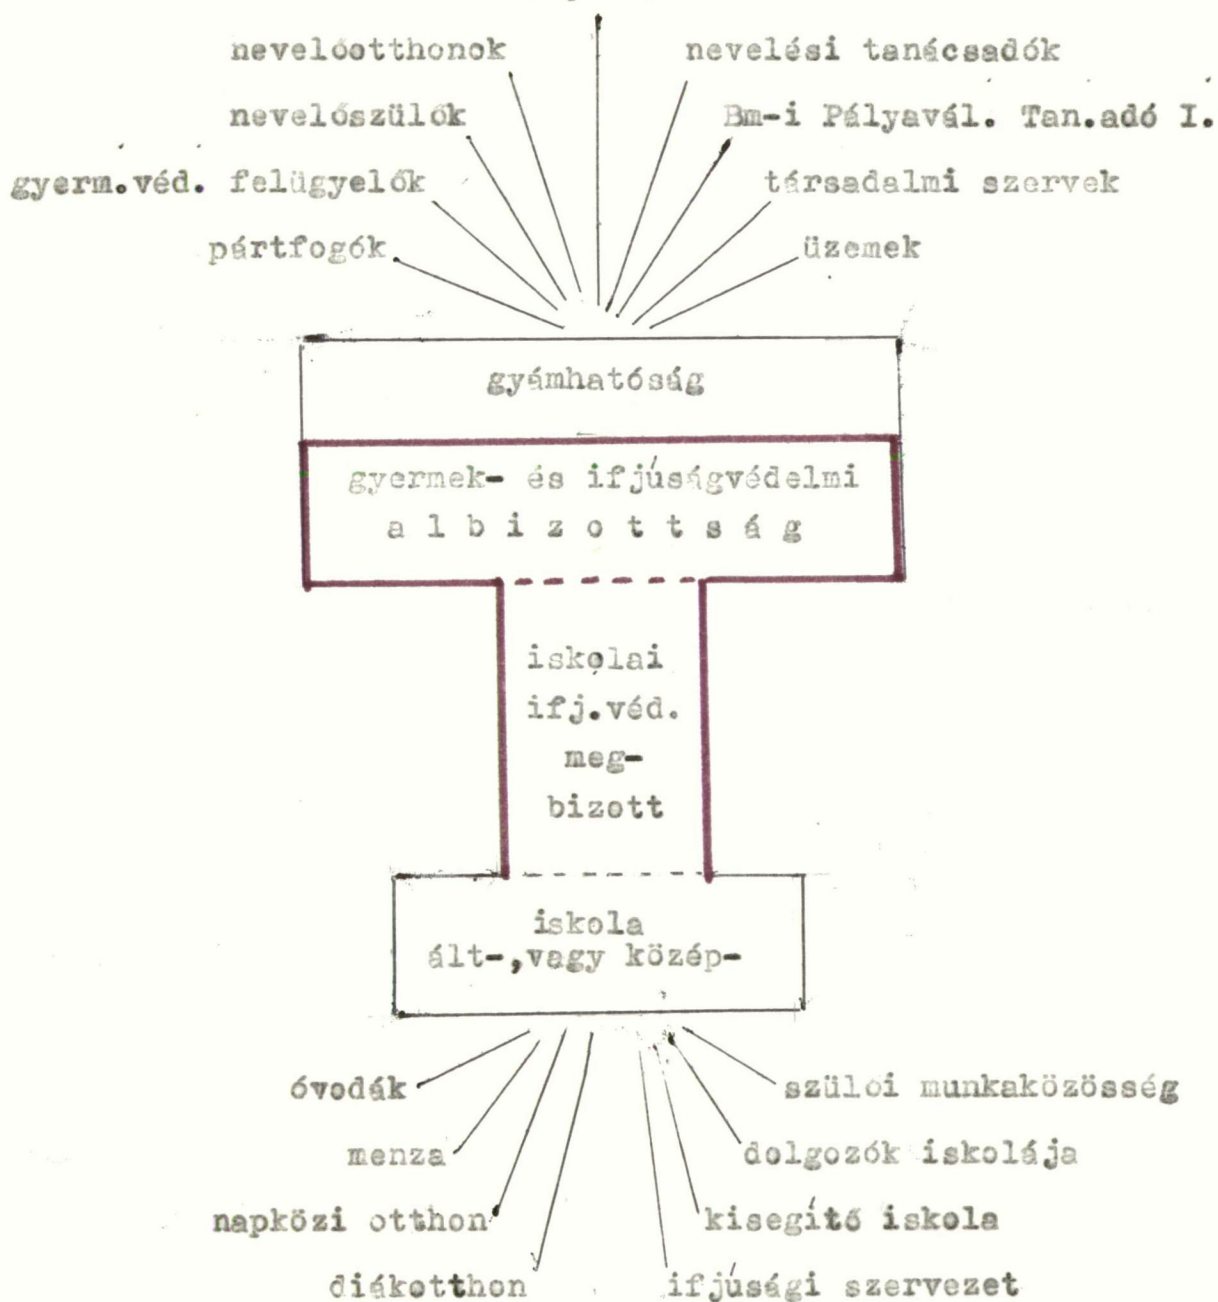 nevelőotthonok
nevelési tanácsadók
nevelőszülők
Bm-i Pályavál. Tan.adó I.
gyerm.véd. felügyelők
társadalmi szervek
pártfogók
üzemek
gyámhatóság
gyermek- és ifjúságvédelmi
a l b i z o t t s á g
iskolai
ifj.véd.
meg-
bizott
iskola
ált-,vagy közép-
óvodák
szülői munkaközösség
menza
dolgozók iskolája
napközi otthon
kisegítő iskola
diákotthon
ifjúsági szervezet